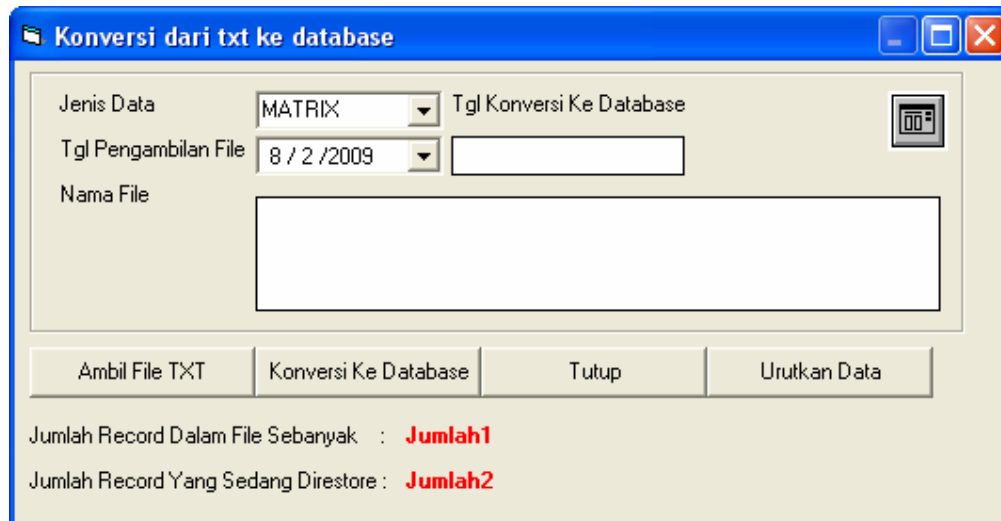 Konversi dari txt ke database
Jenis Data MATRIX Tgl Konversi Ke Database
Tgl Pengambilan File 8 / 2 /2009
Nama File
Ambil File TXT Konversi Ke Database Tutup Urutkan Data
Jumlah Record Dalam File Sebanyak : Jumlah1
Jumlah Record Yang Sedang Direstore : Jumlah2